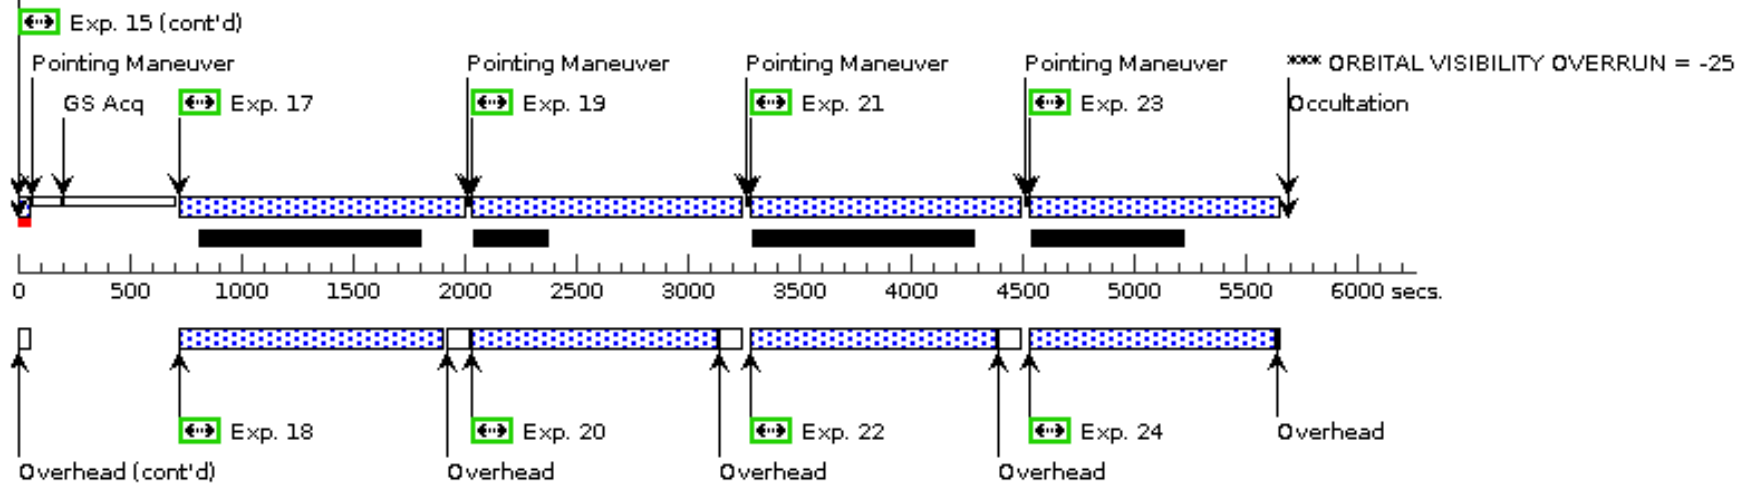 Exp. 15 (cont'd)
Pointing Maneuver Pointing Maneuver Pointing Maneuver Pointing Maneuver *** ORBITAL VISIBILITY OVERRUN = -25
GS Acq Exp. 17 Exp. 19 Exp. 21 Exp. 23 Occultation
0 500 1000 1500 2000 2500 3000 3500 4000 4500 5000 5500 6000 secs.
Exp. 18 Exp. 20 Exp. 22 Exp. 24 Overhead
Overhead (cont'd) Overhead Overhead Overhead